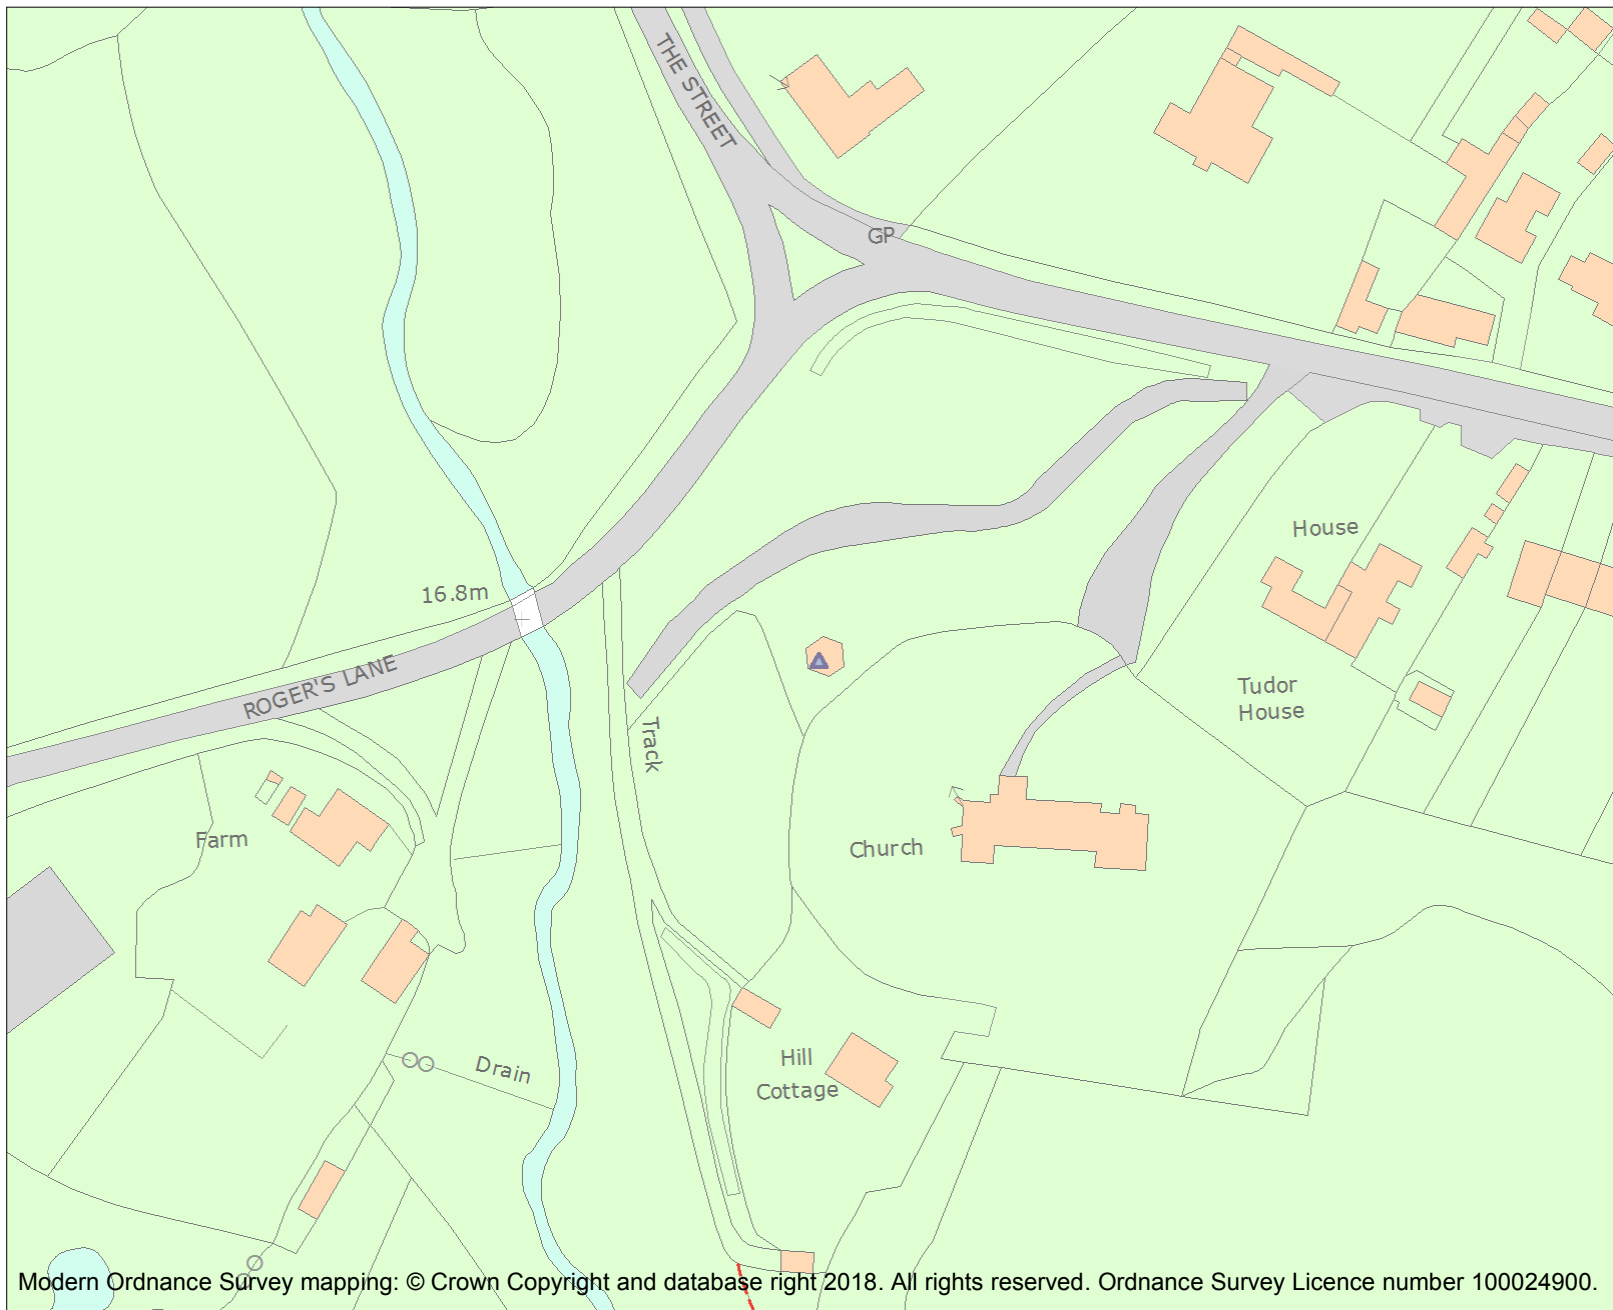 THE STREET
GP
House
16.8m
ROGER'S LANE
Tudor
House
Track
Farm
Church
Drain
Hill
Cottage
Modern Ordnance Survey mapping: © Crown Copyright and database right 2018. All rights reserved. Ordnance Survey Licence number 100024900.